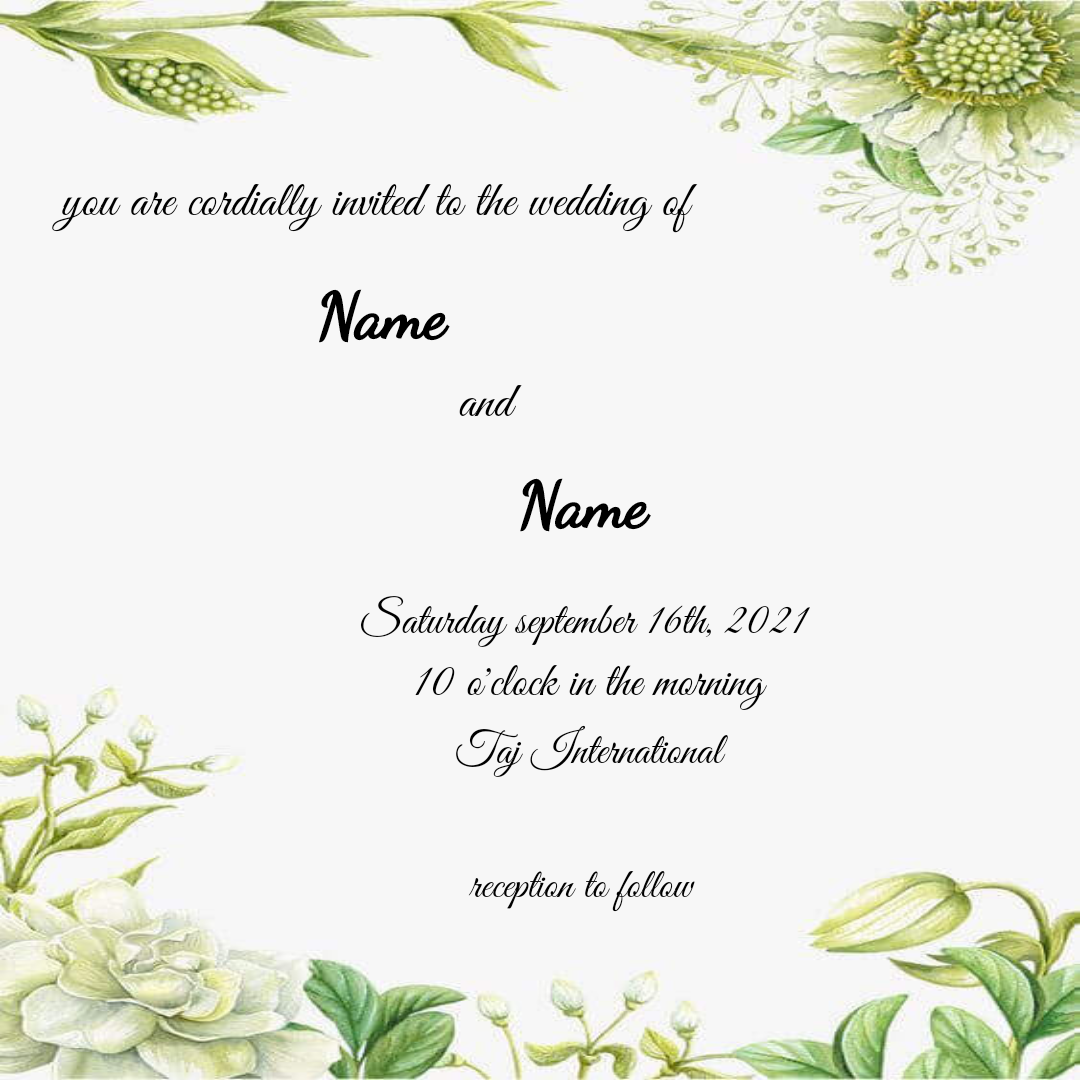 you are cordially invited to the wedding of
Name
and
Name
Saturday september 16th, 2021
10 o'clock in the morning
Taj International
reception to follow